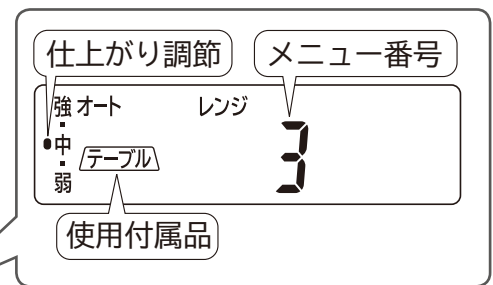 仕上がり調節 メニュー番号
強 オート レンジ
中
テーブル 3
弱
使用付属品